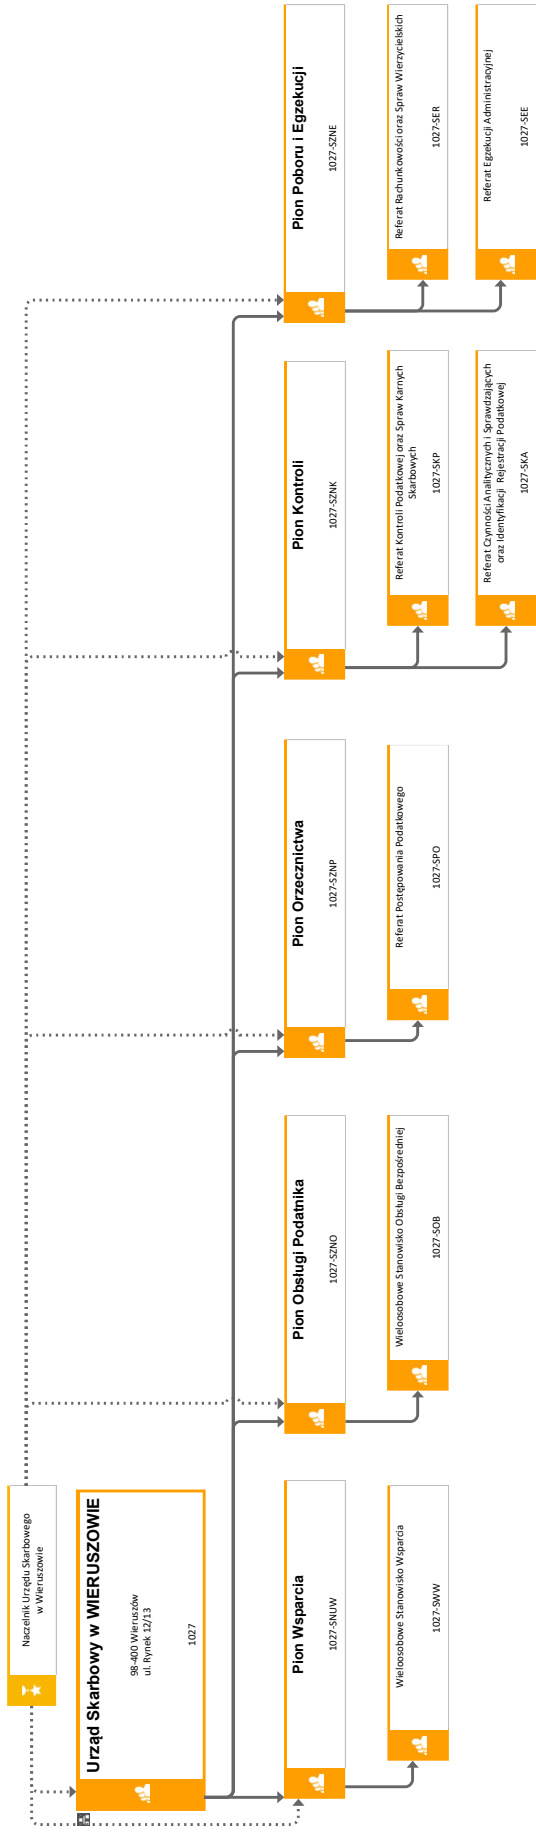 Naczelnik Urzędu Skarbowego
w Wieruszowie
Urząd Skarbowy w WIERUSZOWIE
98-400 Wieruszów
ul. Rynek 12/13
1027
Pion Wsparcia
1027-SNUW
Wieloosobowe Stanowisko Wsparcia
1027-SWW
Pion Obsługi Podatnika
1027-SZNO
Wieloosobowe Stanowisko Obsługi Bezpośredniej
1027-SOB
Pion Orzecznictwa
1027-SZNP
Referat Postępowania Podatkowego
1027-SPO
Pion Kontroli
1027-SZNK
Referat Kontroli Podatkowej oraz Spraw Karnych
Skarbowych
1027-SKP
Referat Czynności Analitycznych i Sprawdzających
oraz Identyfikacji Rejestracji Podatkowej
1027-SKA
Pion Poboru i Egzekucji
1027-SZNE
Referat Rachunkowości oraz Spraw Wierzycielskich
1027-SER
Referat Egzekucji Administracyjnej
1027-SEE